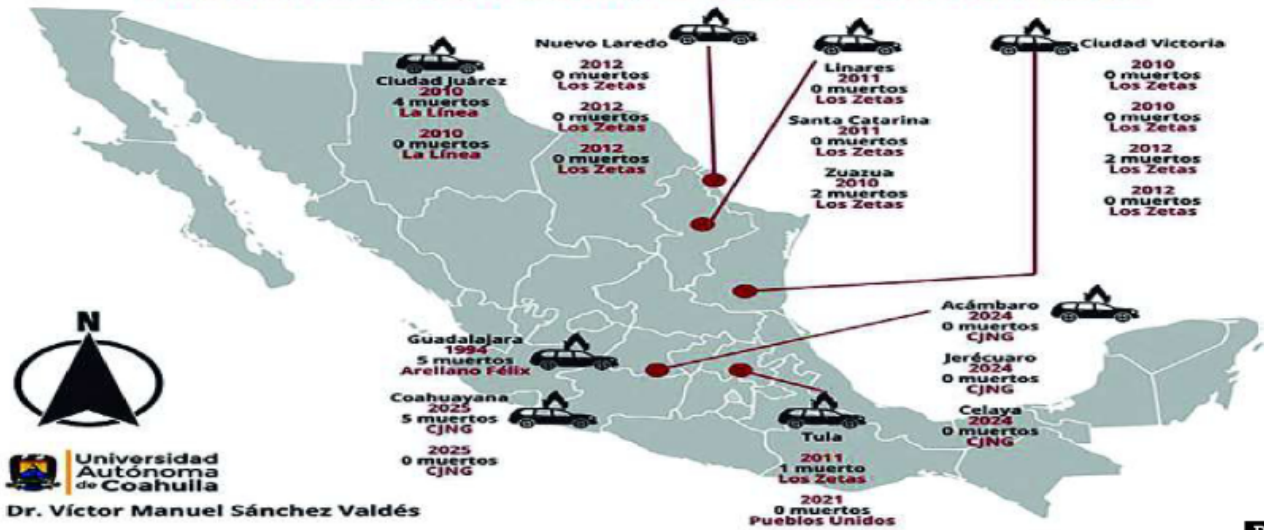 Ciudad Juárez
2010
4 muertos
La Línea
2010
0 muertos
La Línea
Nuevo Laredo
2012
0 muertos
Los Zetas
2012
0 muertos
Los Zetas
2012
0 muertos
Los Zetas
Linares
2011
0 muertos
Los Zetas
Santa Catarina
2011
0 muertos
Los Zetas
Zuazua
2010
2 muertos
Los Zetas
Ciudad Victoria
2010
0 muertos
Los Zetas
2010
0 muertos
Los Zetas
2012
2 muertos
Los Zetas
2012
0 muertos
Los Zetas
Guadalajara
1994
5 muertos
Arellano Félix
Coahuayana
2025
5 muertos
CJNG
2025
0 muertos
CJNG
Tula
2011
1 muerto
Los Zetas
2021
0 muertos
Pueblos Unidos
Acámbaro
2024
0 muertos
CJNG
Jerécuaro
2024
0 muertos
CJNG
Celaya
2024
0 muertos
CJNG
N
Universidad
Autónoma
de Coahuila
Dr. Víctor Manuel Sánchez Valdés